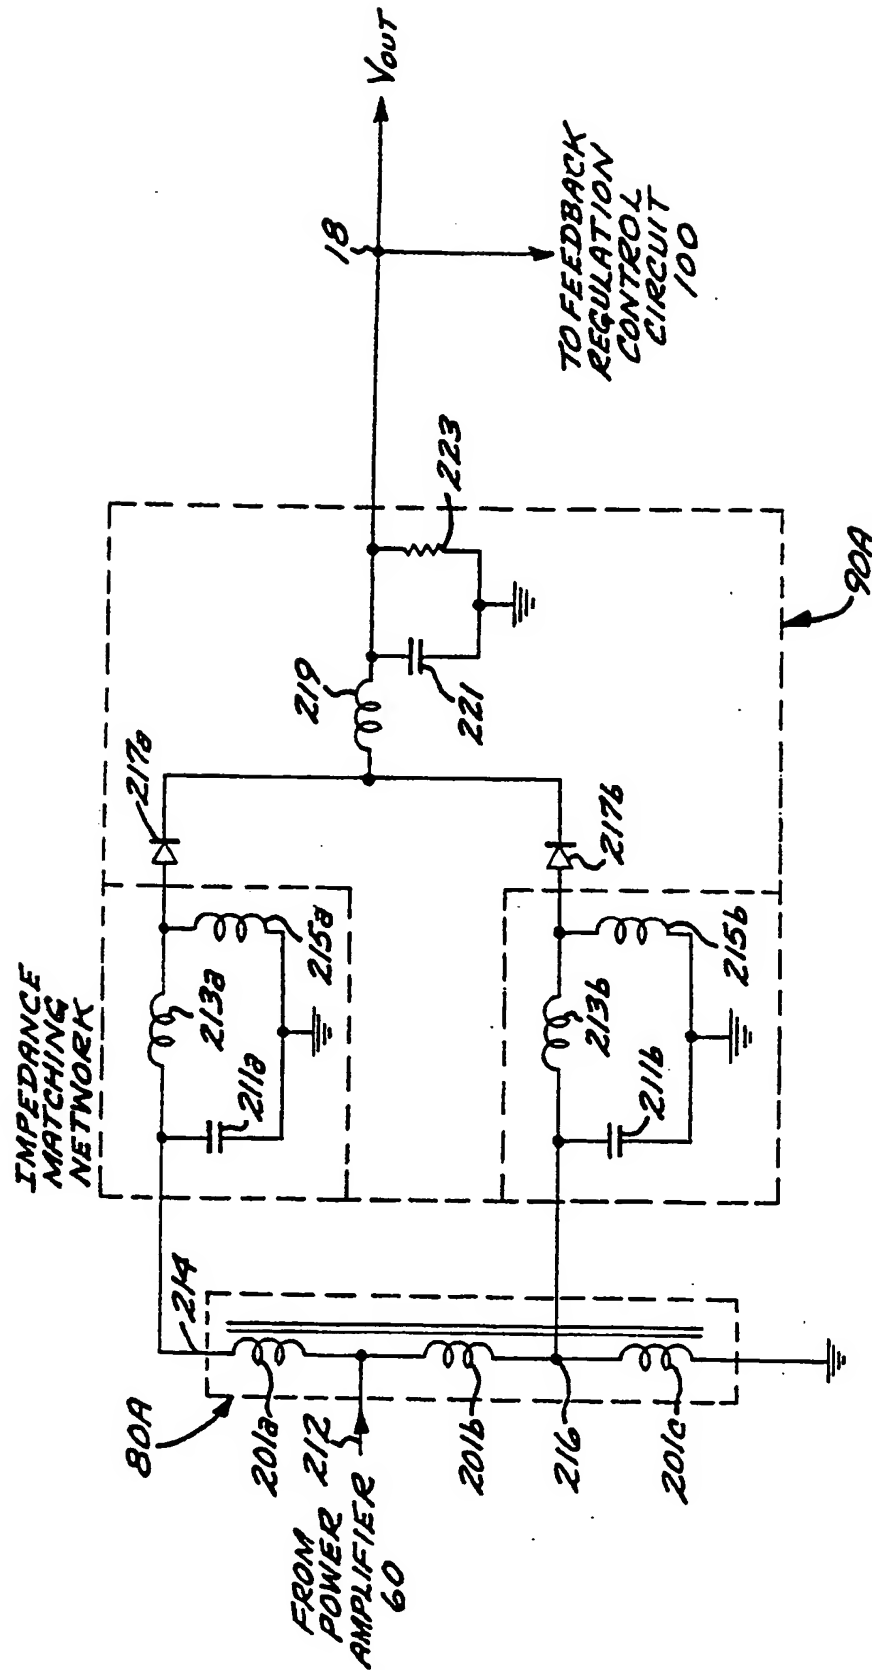 IMPEDANCE
MATCHING
NETWORK
80A
214
201a
FROM
POWER
AMPLIFIER
60
212
201b
216
201c
211a
213a
215a
217a
211b
213b
215b
217b
219
221
223
90A
18
VOUT
TO FEEDBACK
REGULATION
CONTROL
CIRCUIT
100